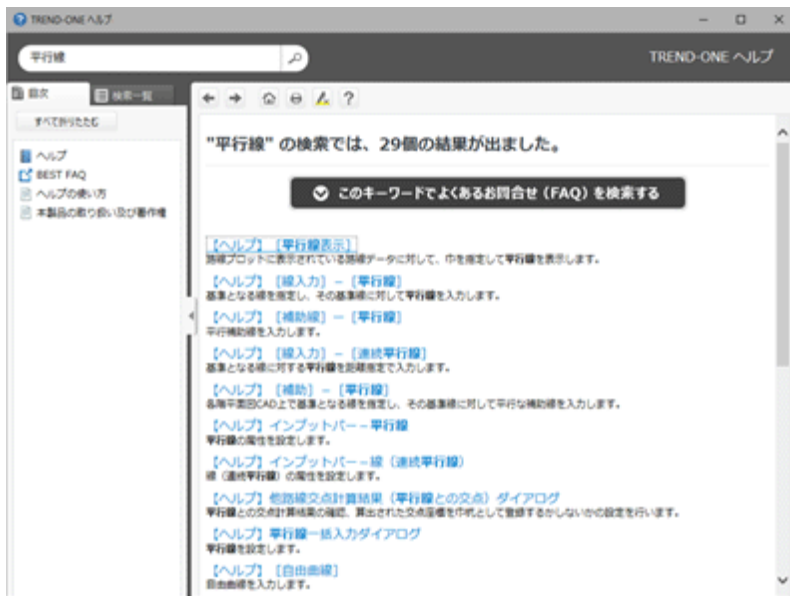 TREND-ONE ヘルプ
平行線
TREND-ONE ヘルプ
目次
検索一覧
すべて折りたたむ
ヘルプ
BEST FAQ
ヘルプの使い方
本製品の取り扱い及び著作権
"平行線" の検索では、29個の結果が出ました。
このキーワードでよくあるお問合せ（FAQ）を検索する
【ヘルプ】［平行線表示］
路線プロットに表示されている路線データに対して、巾を指定して平行線を表示します。
【ヘルプ】［線入力］－［平行線］
基準となる線を指定し、その基準線に対して平行線を入力します。
【ヘルプ】［補助線］－［平行線］
平行補助線を入力します。
【ヘルプ】［線入力］－［連続平行線］
基準となる線に対する平行線を距離指定で入力します。
【ヘルプ】［補助］－［平行線］
各階平面図CAD上で基準となる線を指定し、その基準線に対して平行な補助線を入力します。
【ヘルプ】インプットバー－平行線
平行線の属性を設定します。
【ヘルプ】インプットバー－線（連続平行線）
線（連続平行線）の属性を設定します。
【ヘルプ】他路線交点計算結果（平行線との交点）ダイアログ
平行線との交点計算結果の確認、算出された交点座標を中杭として登録するかしないかの設定を行います。
【ヘルプ】平行線一括入力ダイアログ
平行線を設定します。
【ヘルプ】［自由曲線］
自由曲線を入力します。